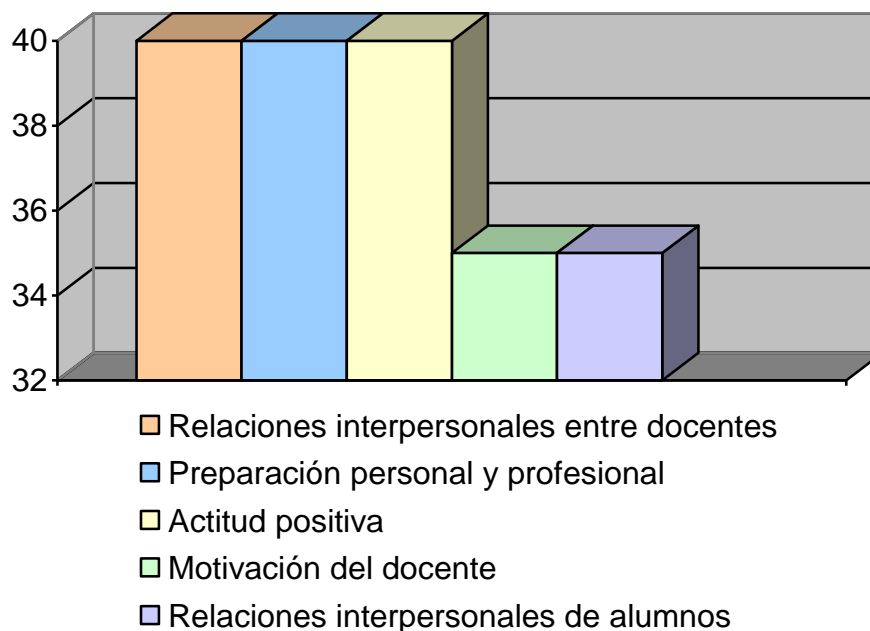 40
38
36
34
32
Relaciones interpersonales entre docentes
Preparación personal y profesional
Actitud positiva
Motivación del docente
Relaciones interpersonales de alumnos